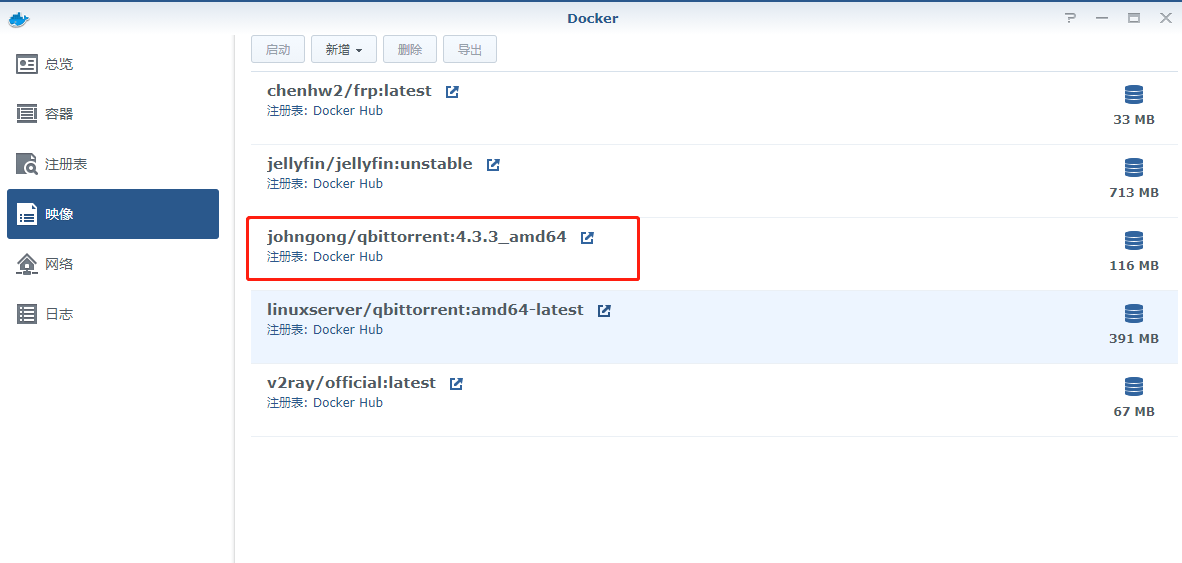 Docker
总览
容器
注册表
映像
网络
日志
启动 新增 删除 导出
chenhw2/frp:latest
注册表: Docker Hub
33 MB
jellyfin/jellyfin:unstable
注册表: Docker Hub
713 MB
johngong/qbittorrent:4.3.3_amd64
注册表: Docker Hub
116 MB
linuxserver/qbittorrent:amd64-latest
注册表: Docker Hub
391 MB
v2ray/official:latest
注册表: Docker Hub
67 MB